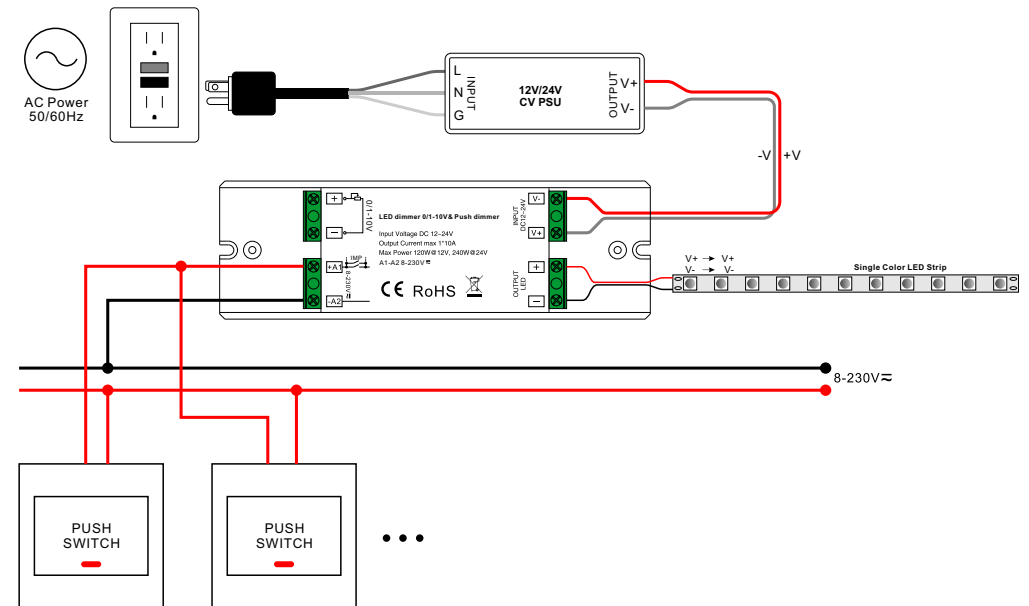 AC Power
50/60Hz
L
N
G
INPUT
12V/24V
CV PSU
OUTPUT
V+
V-
-V
+V
+
−
0/1-10V
LED dimmer 0/1-10V& Push dimmer
Input Voltage DC 12~24V
Output Current max 1*10A
Max Power 120W@12V, 240W@24V
A1-A2 8-230V≂
CE RoHS
V-
V+
INPUT
DC12~24V
+A1
-A2
IMP
8-230V≂
+
−
OUTPUT
LED
V+ → V+
V- → V-
Single Color LED Strip
8-230V≂
PUSH
SWITCH
PUSH
SWITCH